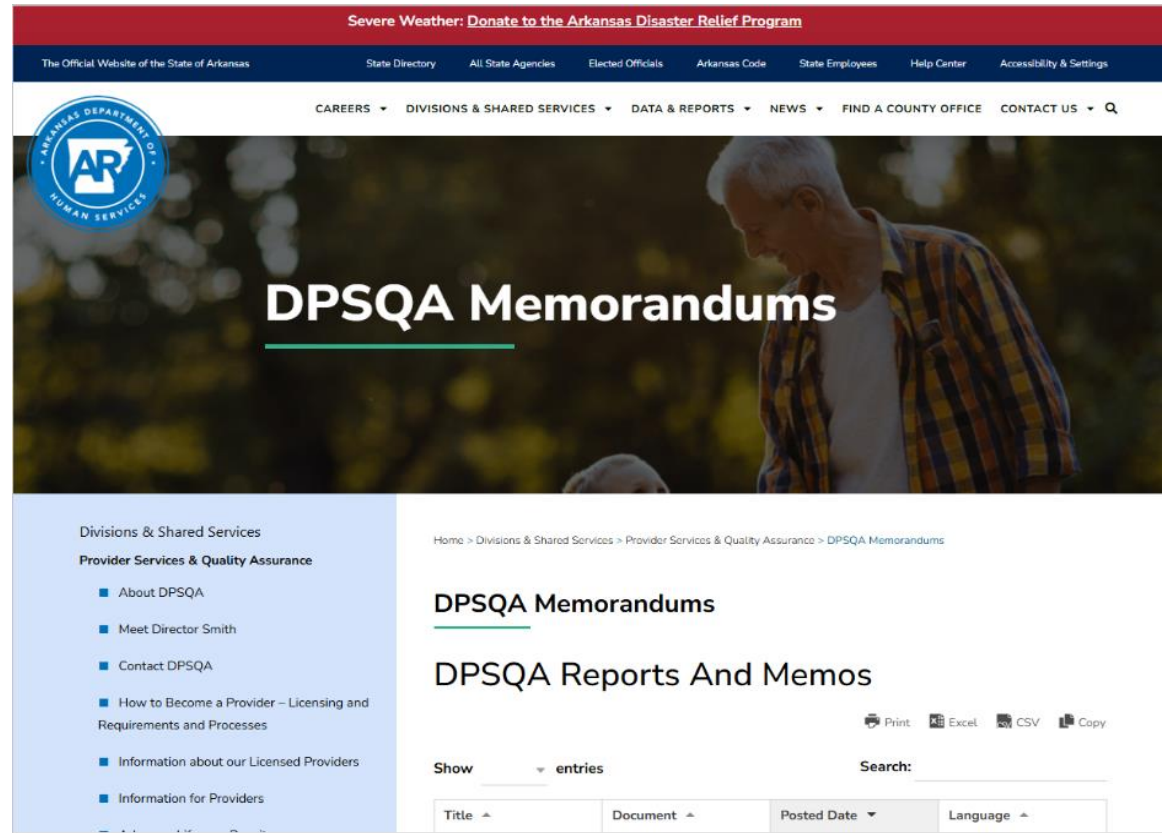 Severe Weather: Donate to the Arkansas Disaster Relief Program
The Official Website of the State of Arkansas State Directory All State Agencies Elected Officials Arkansas Code State Employees Help Center Accessibility & Settings
CAREERS DIVISIONS & SHARED SERVICES DATA & REPORTS NEWS FIND A COUNTY OFFICE CONTACT US
ARKANSAS DEPARTMENT OF
AR
HUMAN SERVICES
DPSQA Memorandums
Divisions & Shared Services
Provider Services & Quality Assurance
About DPSQA
Meet Director Smith
Contact DPSQA
How to Become a Provider – Licensing and
Requirements and Processes
Information about our Licensed Providers
Information for Providers
Home > Divisions & Shared Services > Provider Services & Quality Assurance > DPSQA Memorandums
DPSQA Memorandums
DPSQA Reports And Memos
Print Excel CSV Copy
Show entries Search:
Title Document Posted Date Language